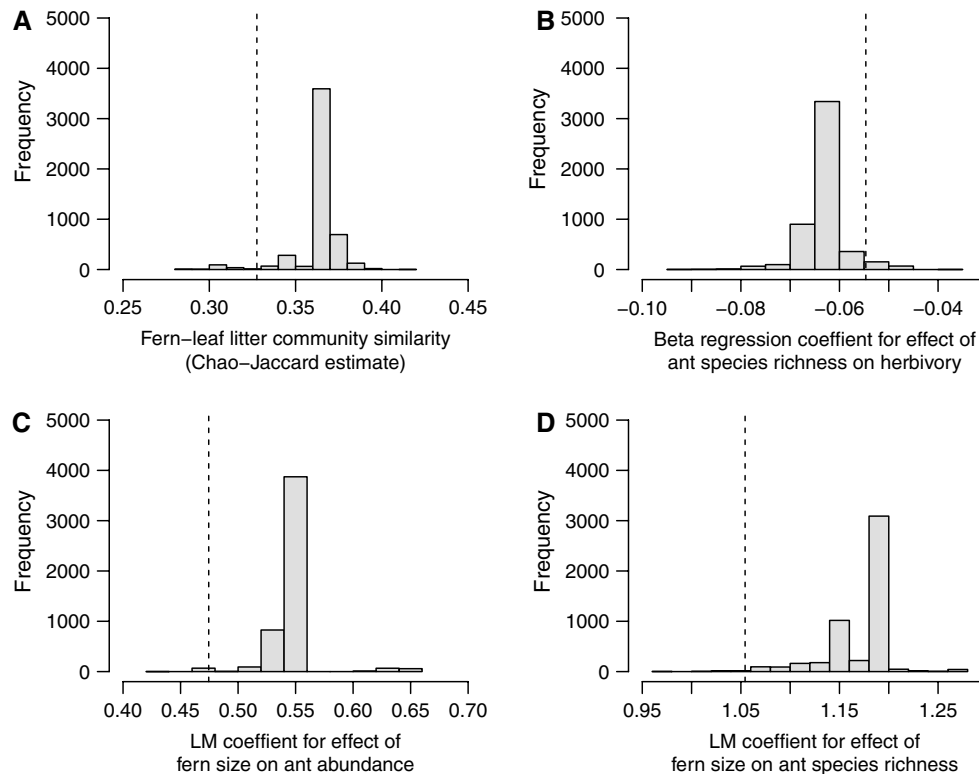 A
5000
4000
3000
2000
1000
0
Frequency
0.25 0.30 0.35 0.40 0.45
Fern−leaf litter community similarity
(Chao−Jaccard estimate)
B
5000
4000
3000
2000
1000
0
Frequency
−0.10 −0.08 −0.06 −0.04
Beta regression coeffient for effect of
ant species richness on herbivory
C
5000
4000
3000
2000
1000
0
Frequency
0.40 0.45 0.50 0.55 0.60 0.65 0.70
LM coeffient for effect of
fern size on ant abundance
D
5000
4000
3000
2000
1000
0
Frequency
0.95 1.05 1.15 1.25
LM coeffient for effect of
fern size on ant species richness